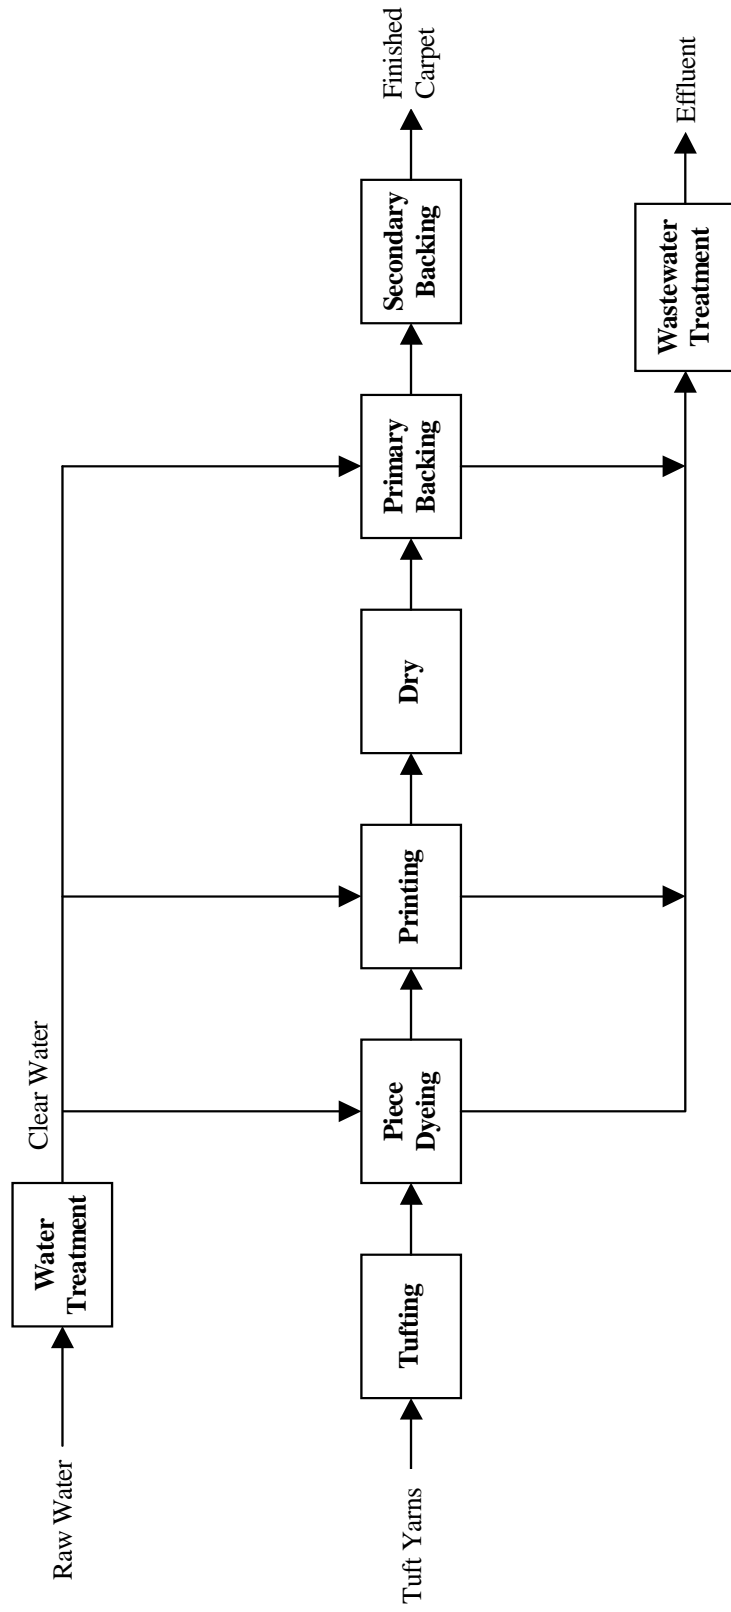 Raw Water
Water
Treatment
Clear Water
Tuft Yarns
Tufting
Piece
Dyeing
Printing
Dry
Primary
Backing
Secondary
Backing
Finished
Carpet
Wastewater
Treatment
Effluent